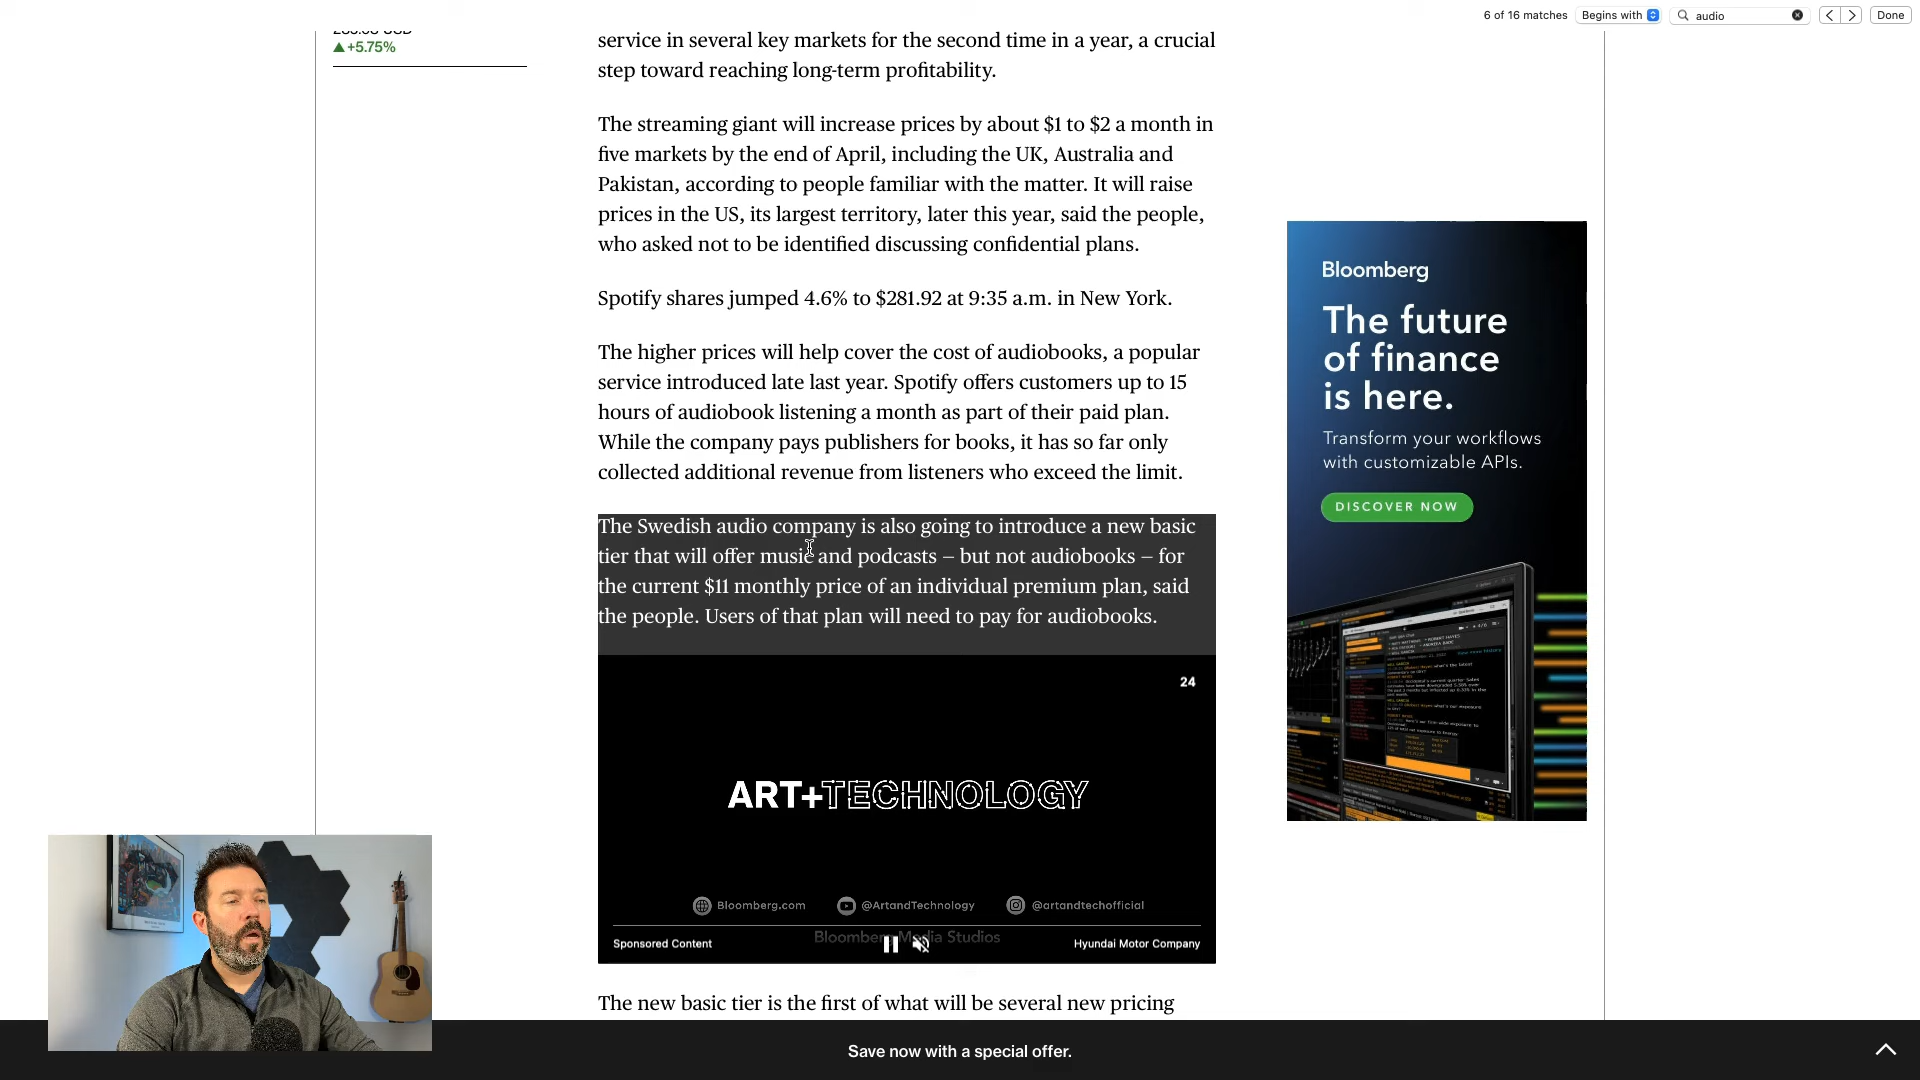 6 of 16 matches
Begins with
audio
Done
+5.75%
service in several key markets for the second time in a year, a crucial
step toward reaching long-term profitability.
The streaming giant will increase prices by about $1 to $2 a month in
five markets by the end of April, including the UK, Australia and
Pakistan, according to people familiar with the matter. It will raise
prices in the US, its largest territory, later this year, said the people,
who asked not to be identified discussing confidential plans.
Spotify shares jumped 4.6% to $281.92 at 9:35 a.m. in New York.
The higher prices will help cover the cost of audiobooks, a popular
service introduced late last year. Spotify offers customers up to 15
hours of audiobook listening a month as part of their paid plan.
While the company pays publishers for books, it has so far only
collected additional revenue from listeners who exceed the limit.
The Swedish audio company is also going to introduce a new basic
tier that will offer music and podcasts – but not audiobooks – for
the current $11 monthly price of an individual premium plan, said
the people. Users of that plan will need to pay for audiobooks.
24
ART+TECHNOLOGY
Bloomberg.com
@ArtandTechnology
@artandtechofficial
Bloomberg Media Studios
Sponsored Content
Hyundai Motor Company
The new basic tier is the first of what will be several new pricing
Bloomberg
The future
of finance
is here.
Transform your workflows
with customizable APIs.
DISCOVER NOW
Save now with a special offer.